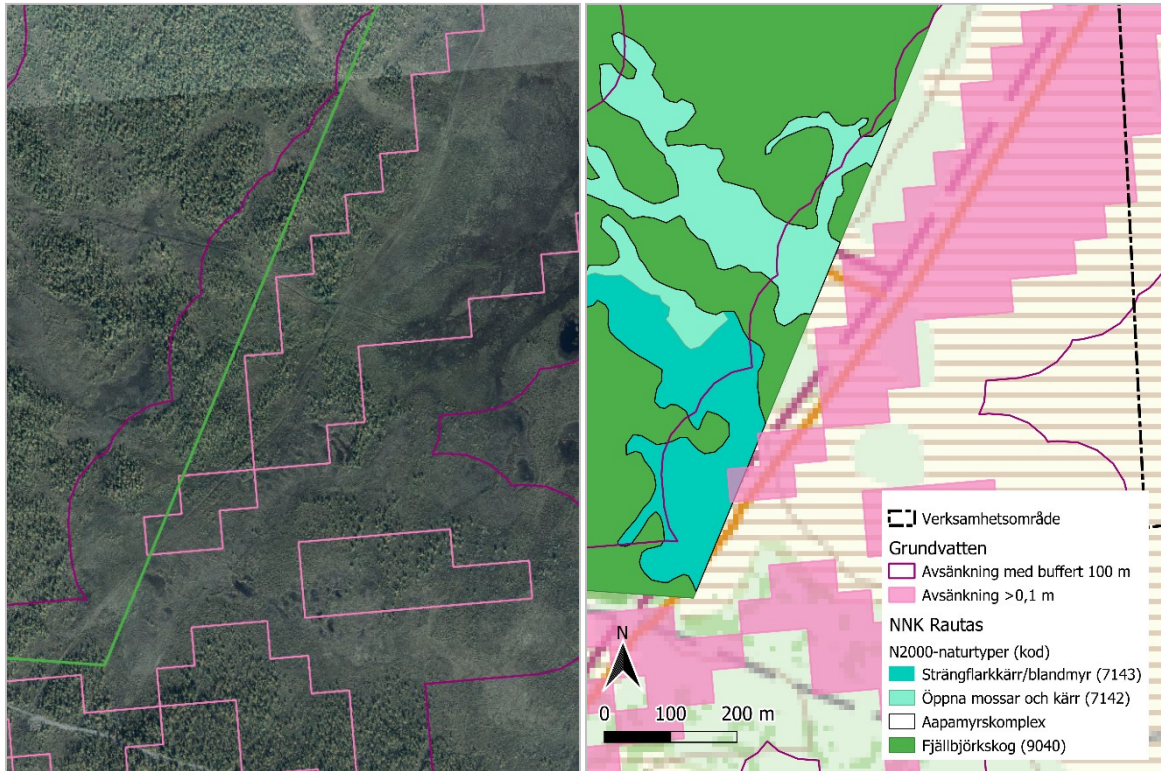 Verksamhetsområde
Grundvatten
Avsänkning med buffert 100 m
Avsänkning >0,1 m
NNK Rautas
N2000-naturtyper (kod)
Strängflarkkärr/blandmyr (7143)
Öppna mossar och kärr (7142)
Aapamyrskomplex
Fjällbjörkskog (9040)
N
0 100 200 m